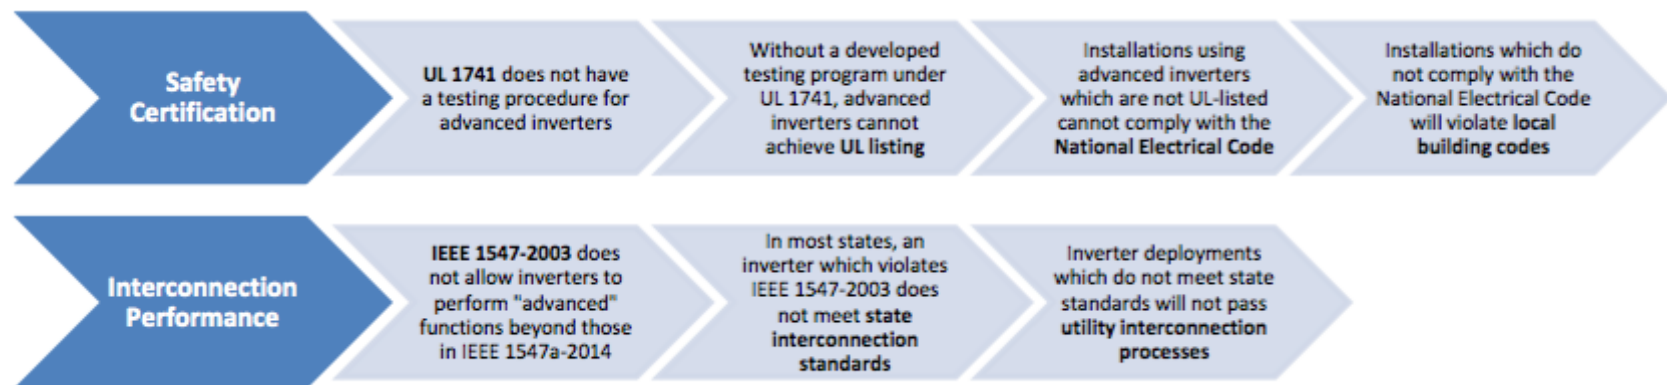 Safety
Certification
UL 1741 does not have
a testing procedure for
advanced inverters
Without a developed
testing program under
UL 1741, advanced
inverters cannot
achieve UL listing
Installations using
advanced inverters
which are not UL-listed
cannot comply with the
National Electrical Code
Installations which do
not comply with the
National Electrical Code
will violate local
building codes
Interconnection
Performance
IEEE 1547-2003 does
not allow inverters to
perform "advanced"
functions beyond those
in IEEE 1547a-2014
In most states, an
inverter which violates
IEEE 1547-2003 does
not meet state
interconnection
standards
Inverter deployments
which do not meet state
standards will not pass
utility interconnection
processes